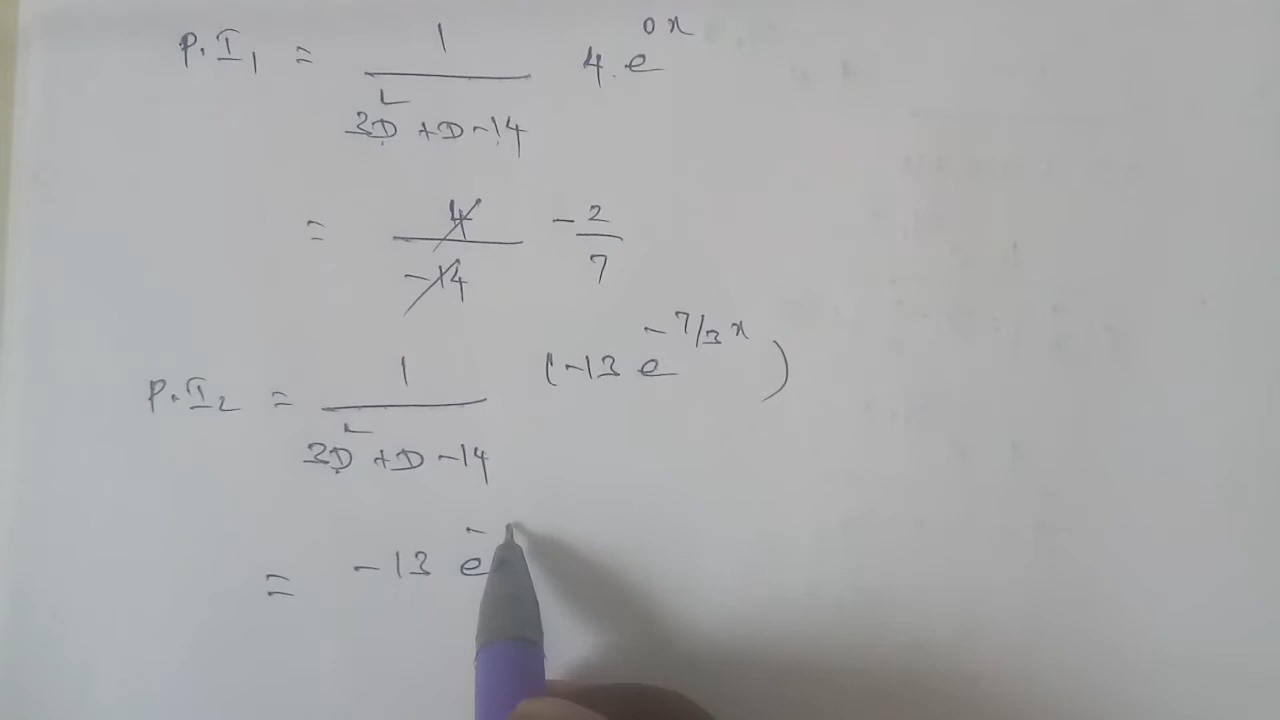 P.I₁ = 1 / (3D² + D - 14) 4. e^(0x)
= 4 / -14 - 2 / 7
P.I₂ = 1 / (3D² + D - 14) (-13 e^(-7/3 x))
= -13 e^-